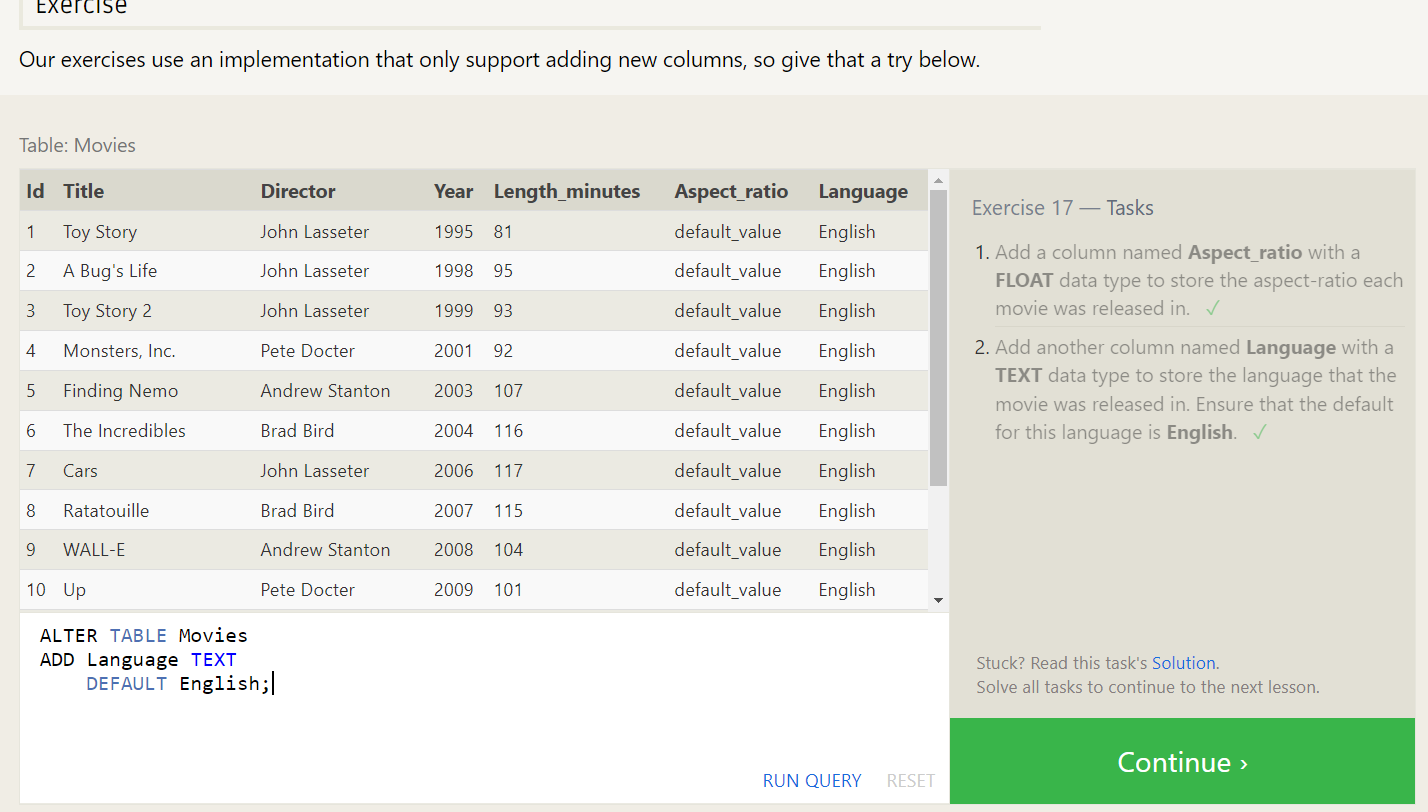 Exercise
Our exercises use an implementation that only support adding new columns, so give that a try below.
Table: Movies
Id Title Director Year Length_minutes Aspect_ratio Language
1 Toy Story John Lasseter 1995 81 default_value English
2 A Bug's Life John Lasseter 1998 95 default_value English
3 Toy Story 2 John Lasseter 1999 93 default_value English
4 Monsters, Inc. Pete Docter 2001 92 default_value English
5 Finding Nemo Andrew Stanton 2003 107 default_value English
6 The Incredibles Brad Bird 2004 116 default_value English
7 Cars John Lasseter 2006 117 default_value English
8 Ratatouille Brad Bird 2007 115 default_value English
9 WALL-E Andrew Stanton 2008 104 default_value English
10 Up Pete Docter 2009 101 default_value English
ALTER TABLE Movies
ADD Language TEXT
    DEFAULT English;
RUN QUERY RESET
Exercise 17 — Tasks
1. Add a column named Aspect_ratio with a
FLOAT data type to store the aspect-ratio each
movie was released in. ✓
2. Add another column named Language with a
TEXT data type to store the language that the
movie was released in. Ensure that the default
for this language is English. ✓
Stuck? Read this task's Solution.
Solve all tasks to continue to the next lesson.
Continue ›